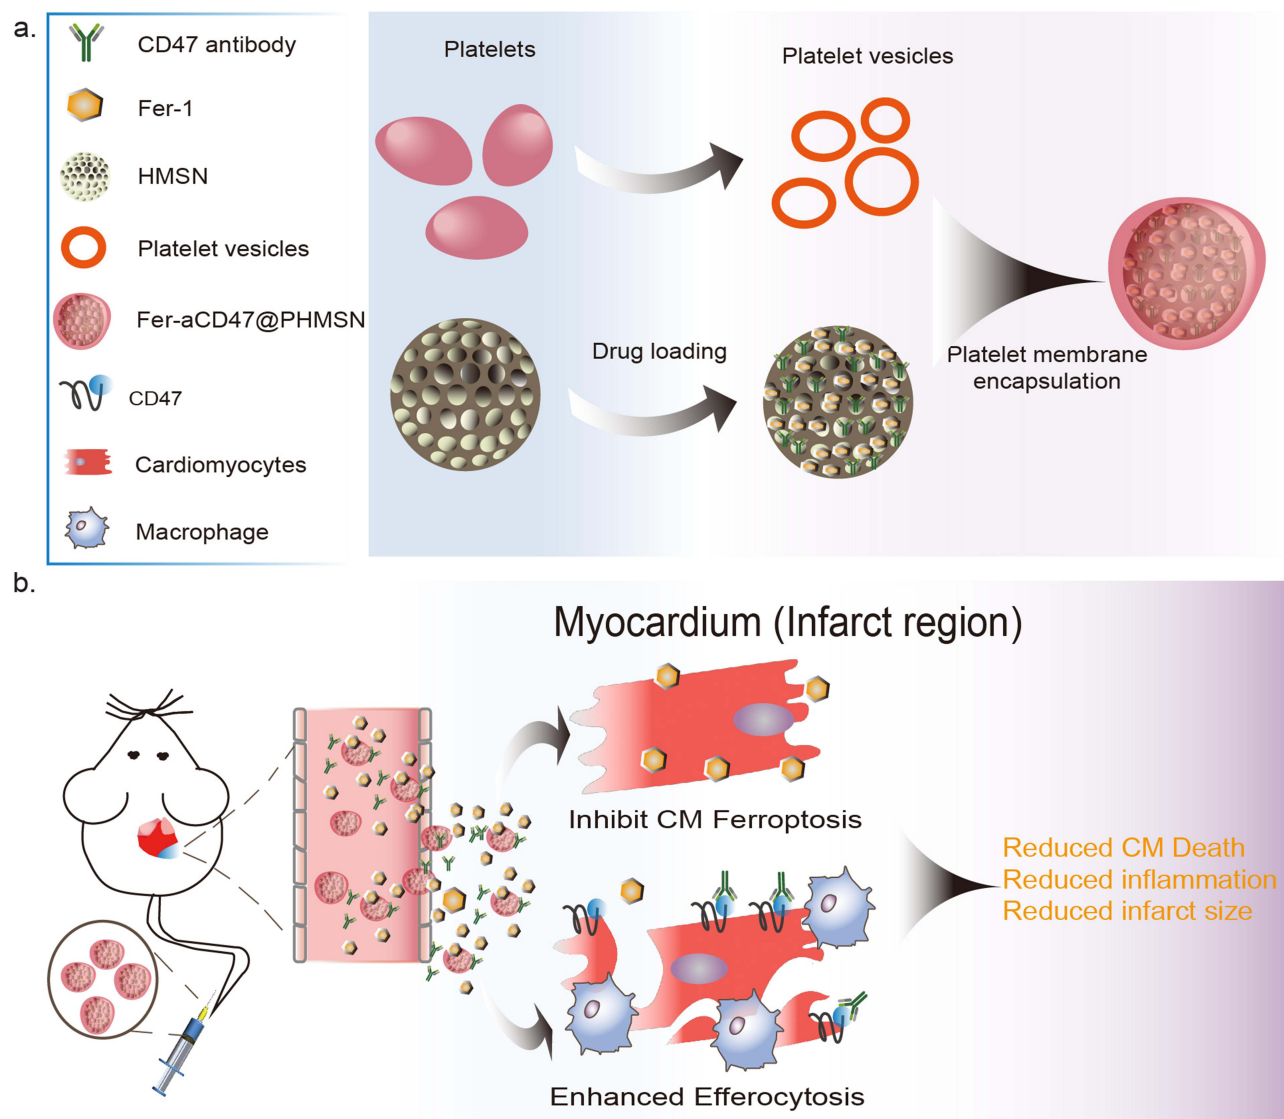 a.
CD47 antibody
Fer-1
HMSN
Platelet vesicles
Fer-aCD47@PHMSN
CD47
Cardiomyocytes
Macrophage
Platelets
Platelet vesicles
Drug loading
Platelet membrane
encapsulation
b.
Myocardium (Infarct region)
Inhibit CM Ferroptosis
Enhanced Efferocytosis
Reduced CM Death
Reduced inflammation
Reduced infarct size